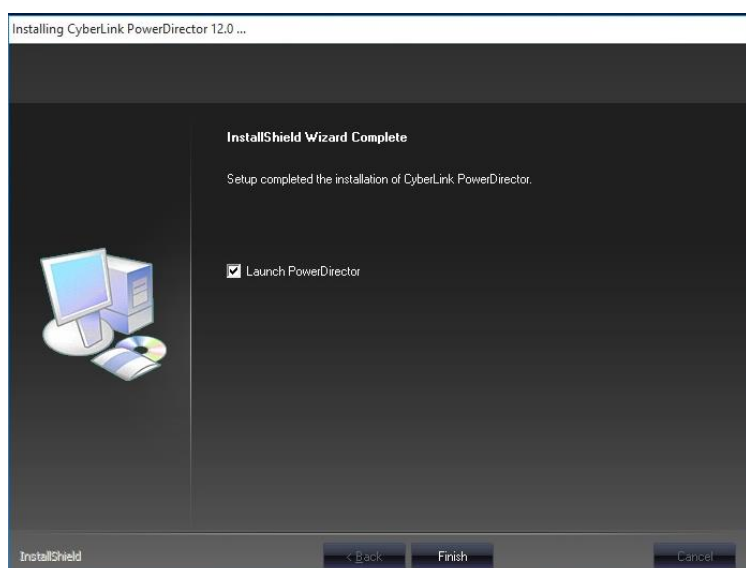 Installing CyberLink PowerDirector 12.0 ...
InstallShield Wizard Complete
Setup completed the installation of CyberLink PowerDirector.
Launch PowerDirector
InstallShield
< Back
Finish
Cancel